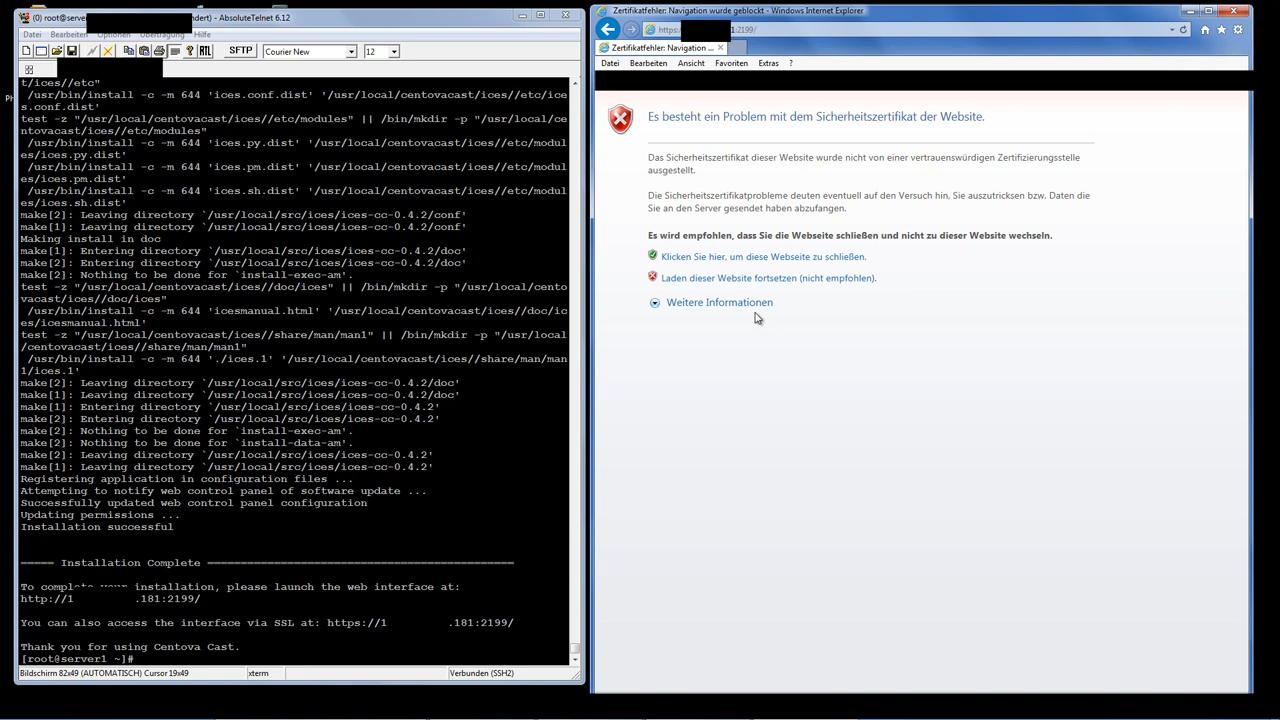 (0) root@server ndert) - AbsoluteTelnet 6.12
Datei Bearbeiten Optionen Übertragung Hilfe
SFTP Courier New 12
t/ices//etc"
/usr/bin/install -c -m 644 'ices.conf.dist' '/usr/local/centovacast/ices//etc/ice
s.conf.dist'
test -z "/usr/local/centovacast/ices//etc/modules" || /bin/mkdir -p "/usr/local/ce
ntovacast/ices//etc/modules"
/usr/bin/install -c -m 644 'ices.py.dist' '/usr/local/centovacast/ices//etc/modul
es/ices.py.dist'
/usr/bin/install -c -m 644 'ices.pm.dist' '/usr/local/centovacast/ices//etc/modul
es/ices.pm.dist'
/usr/bin/install -c -m 644 'ices.sh.dist' '/usr/local/centovacast/ices//etc/modul
es/ices.sh.dist'
make[2]: Leaving directory `/usr/local/src/ices/ices-cc-0.4.2/conf'
make[1]: Leaving directory `/usr/local/src/ices/ices-cc-0.4.2/conf'
Making install in doc
make[1]: Entering directory `/usr/local/src/ices/ices-cc-0.4.2/doc'
make[2]: Entering directory `/usr/local/src/ices/ices-cc-0.4.2/doc'
make[2]: Nothing to be done for `install-exec-am'.
test -z "/usr/local/centovacast/ices//doc/ices" || /bin/mkdir -p "/usr/local/cento
vacast/ices//doc/ices"
/usr/bin/install -c -m 644 'icesmanual.html' '/usr/local/centovacast/ices//doc/ic
es/icesmanual.html'
test -z "/usr/local/centovacast/ices//share/man/man1" || /bin/mkdir -p "/usr/local
/centovacast/ices//share/man/man1"
/usr/bin/install -c -m 644 './ices.1' '/usr/local/centovacast/ices//share/man/man
1/ices.1'
make[2]: Leaving directory `/usr/local/src/ices/ices-cc-0.4.2/doc'
make[1]: Leaving directory `/usr/local/src/ices/ices-cc-0.4.2/doc'
make[1]: Entering directory `/usr/local/src/ices/ices-cc-0.4.2'
make[2]: Entering directory `/usr/local/src/ices/ices-cc-0.4.2'
make[2]: Nothing to be done for `install-exec-am'.
make[2]: Nothing to be done for `install-data-am'.
make[2]: Leaving directory `/usr/local/src/ices/ices-cc-0.4.2'
make[1]: Leaving directory `/usr/local/src/ices/ices-cc-0.4.2'
Registering application in configuration files ...
Attempting to notify web control panel of software update ...
Successfully updated web control panel configuration
Updating permissions ...
Installation successful
===== Installation Complete ==============================================
To complete your installation, please launch the web interface at:
http://1 .181:2199/
You can also access the interface via SSL at: https://1 .181:2199/
Thank you for using Centova Cast.
[root@server1 ~]#
Bildschirm 82x49 (AUTOMATISCH) Cursor 19x49 xterm Verbunden (SSH2)
Zertifikatfehler: Navigation wurde geblockt - Windows Internet Explorer
https: 1:2199/
Zertifikatfehler: Navigation ...
Datei Bearbeiten Ansicht Favoriten Extras ?
Es besteht ein Problem mit dem Sicherheitszertifikat der Website.
Das Sicherheitszertifikat dieser Website wurde nicht von einer vertrauenswürdigen Zertifizierungsstelle
ausgestellt.
Die Sicherheitszertifikatprobleme deuten eventuell auf den Versuch hin, Sie auszutricksen bzw. Daten die
Sie an den Server gesendet haben abzufangen.
Es wird empfohlen, dass Sie die Webseite schließen und nicht zu dieser Website wechseln.
Klicken Sie hier, um diese Webseite zu schließen.
Laden dieser Website fortsetzen (nicht empfohlen).
Weitere Informationen